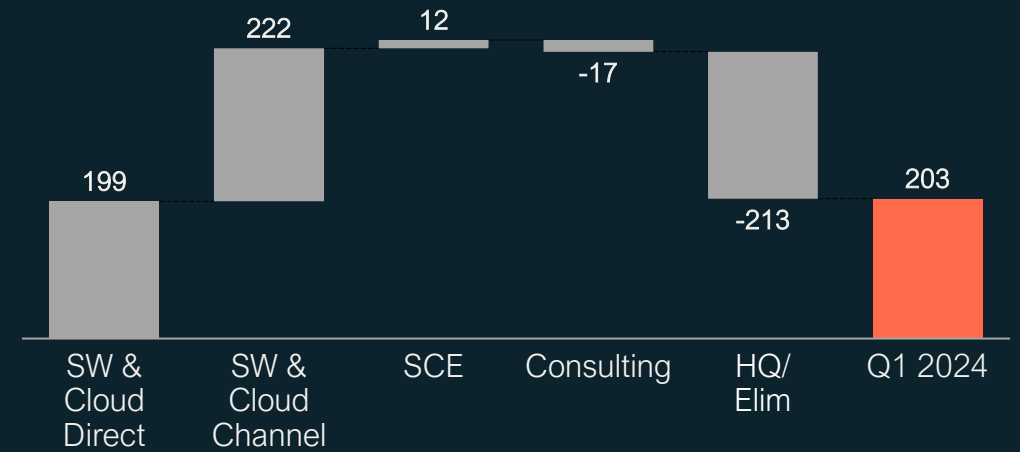 222
12
-17
199
203
-213
SW &
Cloud
Direct
SW &
Cloud
Channel
SCE
Consulting
HQ/
Elim
Q1 2024